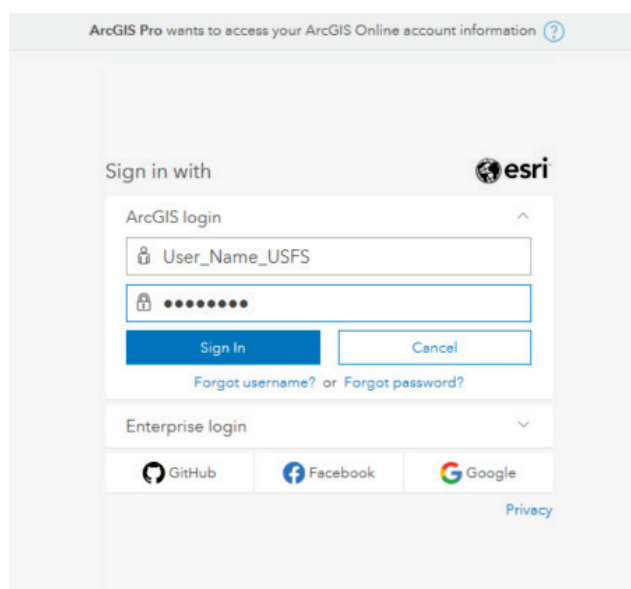 ArcGIS Pro wants to access your ArcGIS Online account information ?
Sign in with esri
ArcGIS login
User_Name_USFS
••••••••
Sign In Cancel
Forgot username? or Forgot password?
Enterprise login
GitHub Facebook Google
Privacy